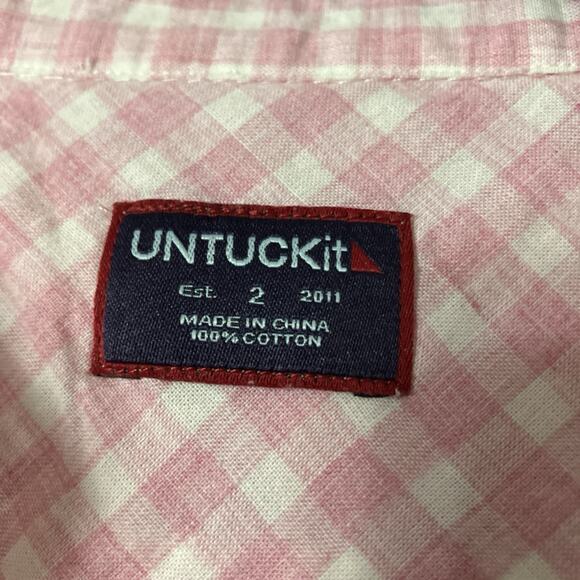 UNTUCKit
Est. 2 2011
MADE IN CHINA
100% COTTON